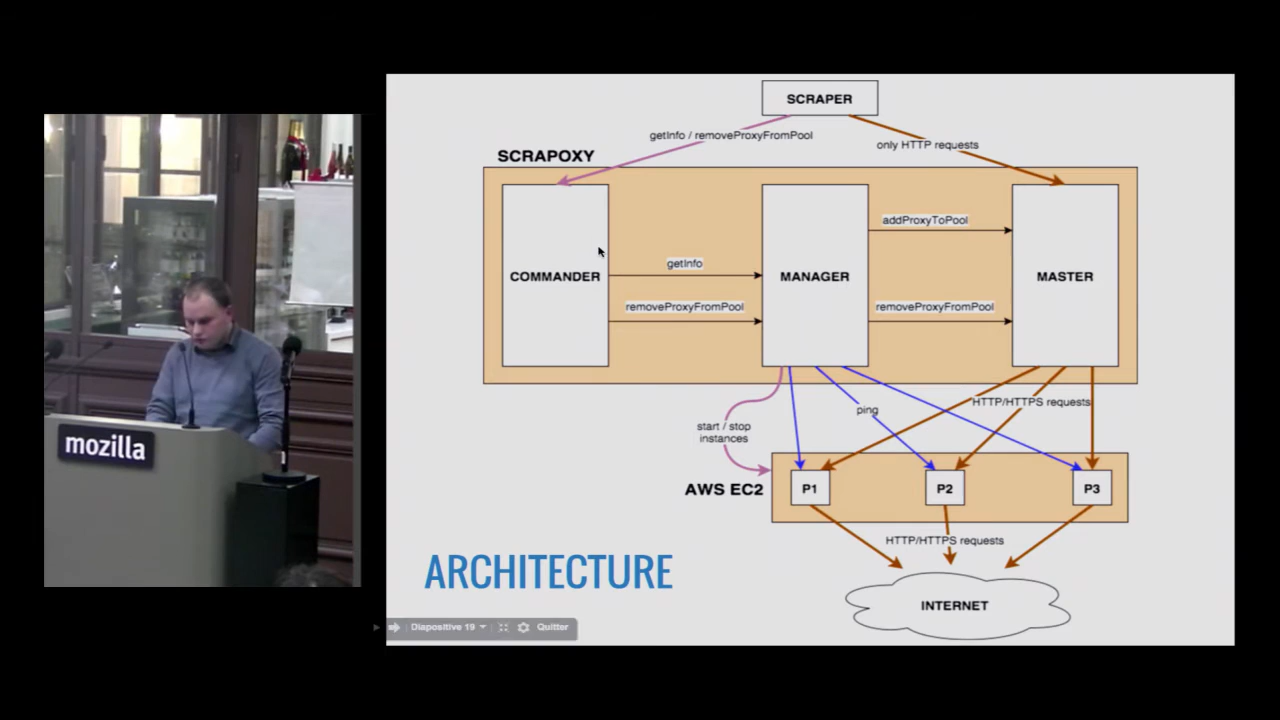 SCRAPER
getInfo / removeProxyFromPool
only HTTP requests
SCRAPOXY
addProxyToPool
getInfo
COMMANDER
MANAGER
MASTER
removeProxyFromPool
removeProxyFromPool
HTTP/HTTPS requests
ping
start / stop
instances
mozilla
AWS EC2
P1
P2
P3
HTTP/HTTPS requests
ARCHITECTURE
INTERNET
Diapositive 19
Quitter